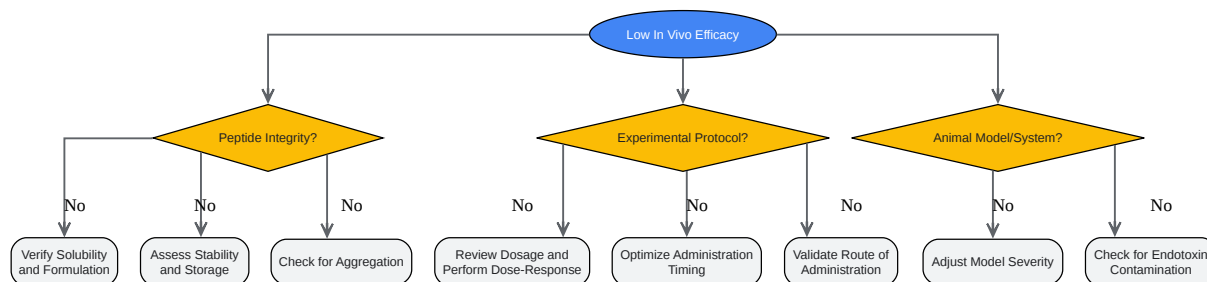 Low In Vivo Efficacy
Peptide Integrity?
Experimental Protocol?
Animal Model/System?
No
No
No
No
No
No
No
No
Verify Solubility
and Formulation
Assess Stability
and Storage
Check for Aggregation
Review Dosage and
Perform Dose-Response
Optimize Administration
Timing
Validate Route of
Administration
Adjust Model Severity
Check for Endotoxin
Contamination